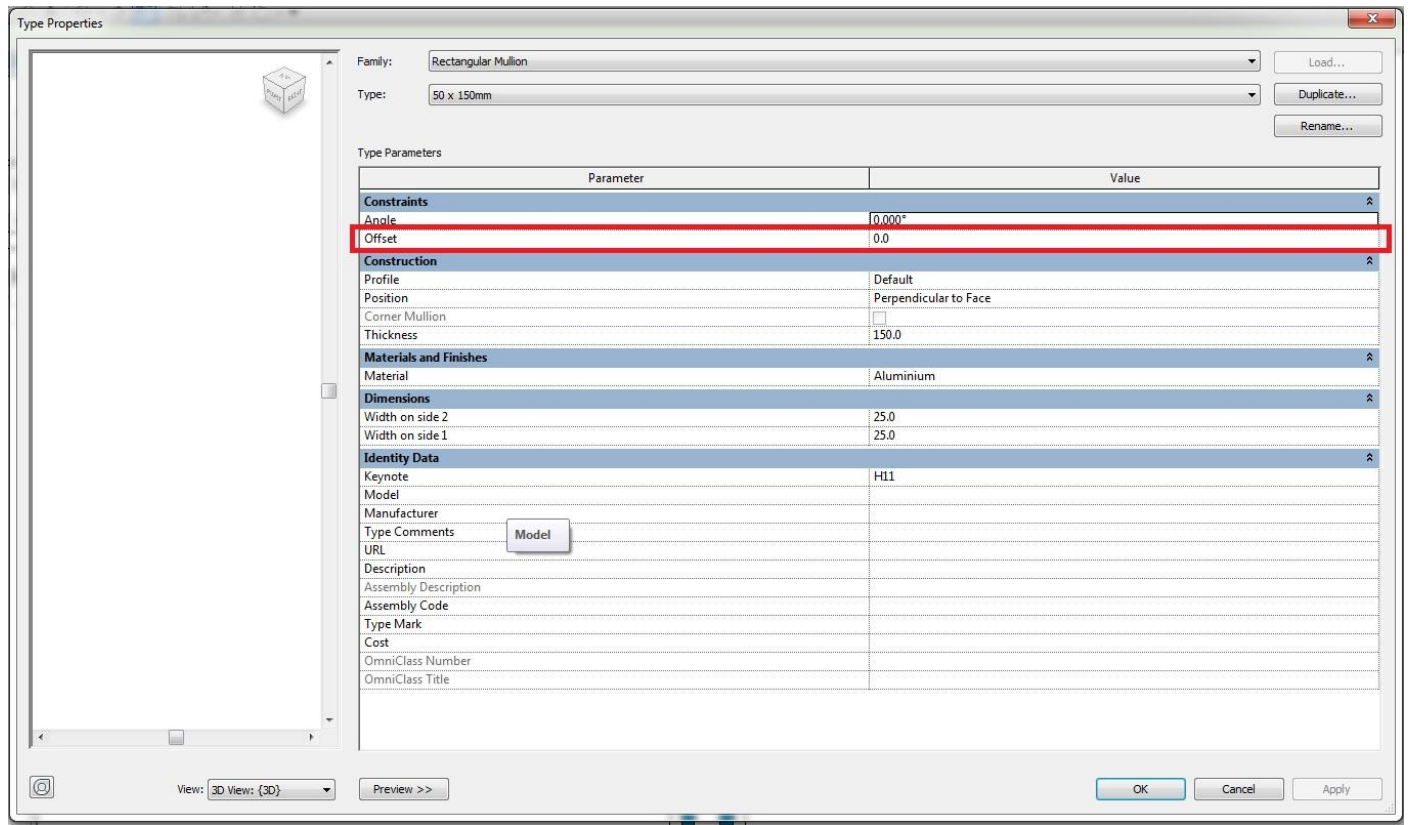 Type Properties
Family: Rectangular Mullion Load...
Type: 50 x 150mm Duplicate...
Rename...
Type Parameters
Parameter Value
Constraints
Angle 0.000°
Offset 0.0
Construction
Profile Default
Position Perpendicular to Face
Corner Mullion
Thickness 150.0
Materials and Finishes
Material Aluminium
Dimensions
Width on side 2 25.0
Width on side 1 25.0
Identity Data
Keynote H11
Model
Manufacturer
Type Comments
Model
URL
Description
Assembly Description
Assembly Code
Type Mark
Cost
OmniClass Number
OmniClass Title
View: 3D View: {3D} Preview >> OK Cancel Apply